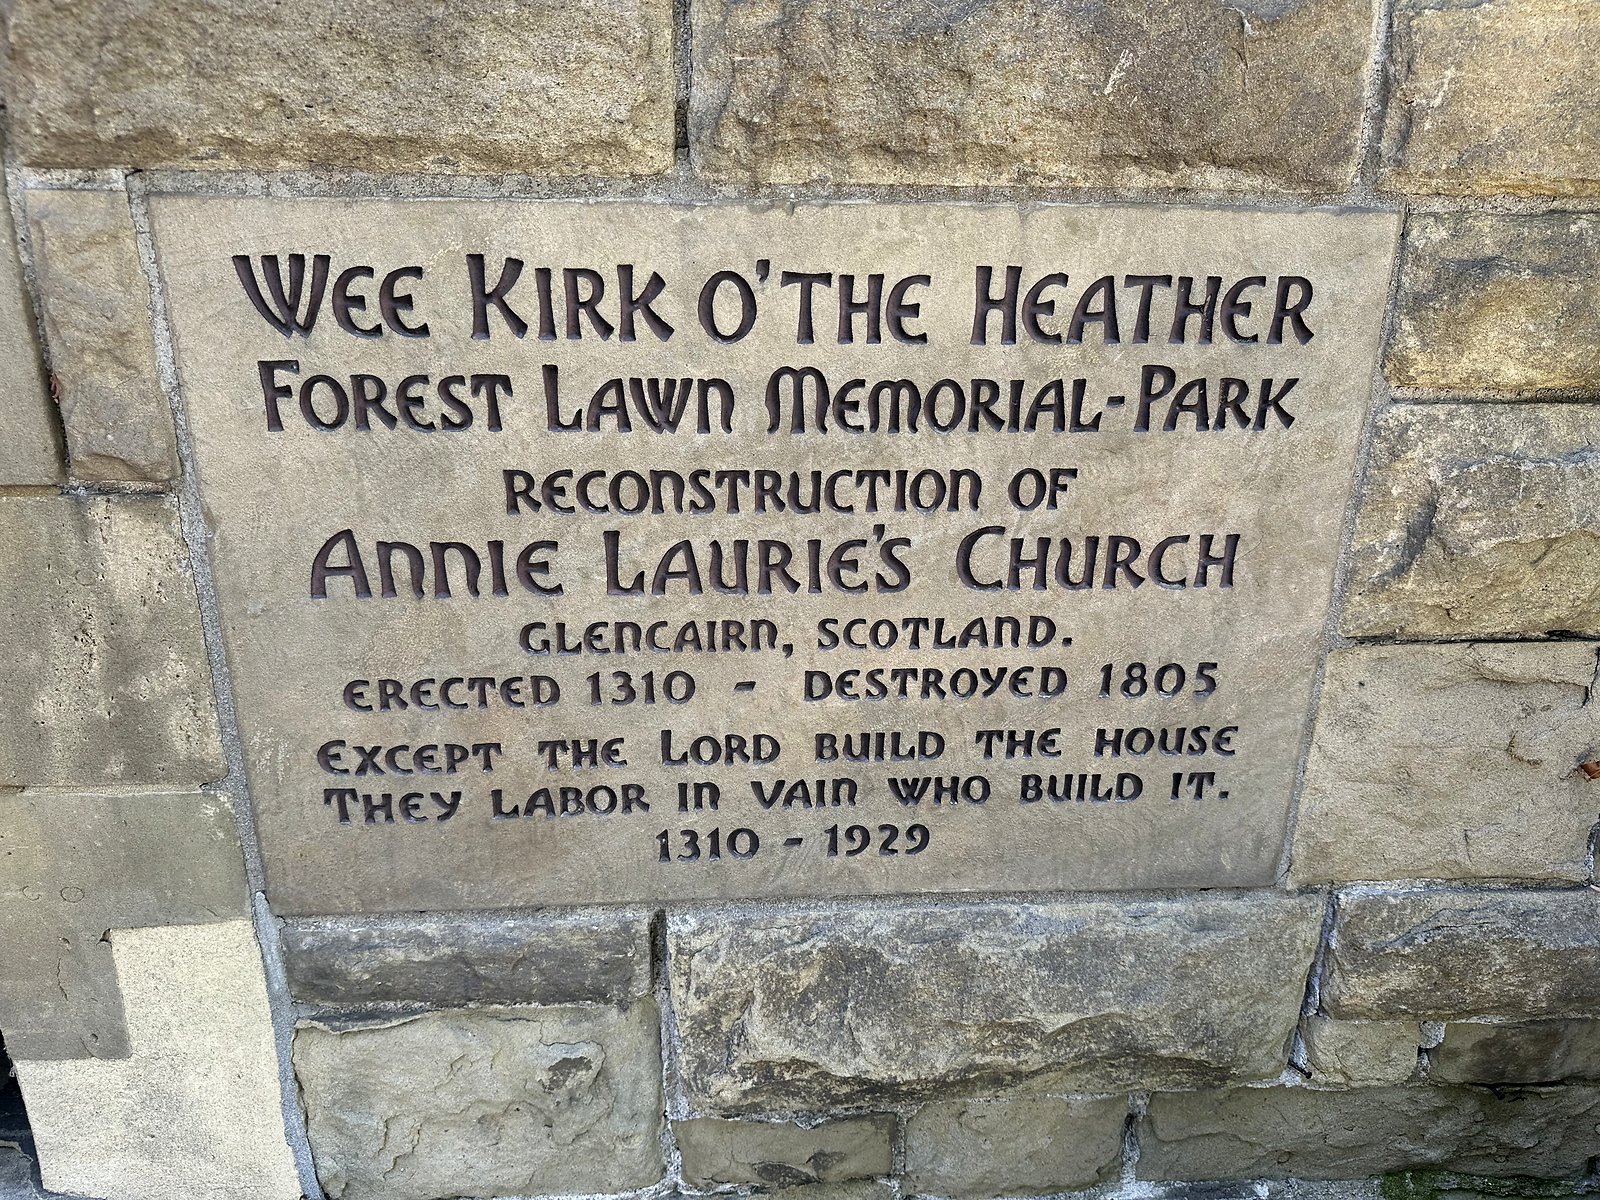 WEE KIRK O' THE HEATHER
FOREST LAWN MEMORIAL-PARK
RECONSTRUCTION OF
ANNIE LAURIE'S CHURCH
GLENCAIRN, SCOTLAND.
ERECTED 1310 - DESTROYED 1805
EXCEPT THE LORD BUILD THE HOUSE
THEY LABOR IN VAIN WHO BUILD IT.
1310 - 1929